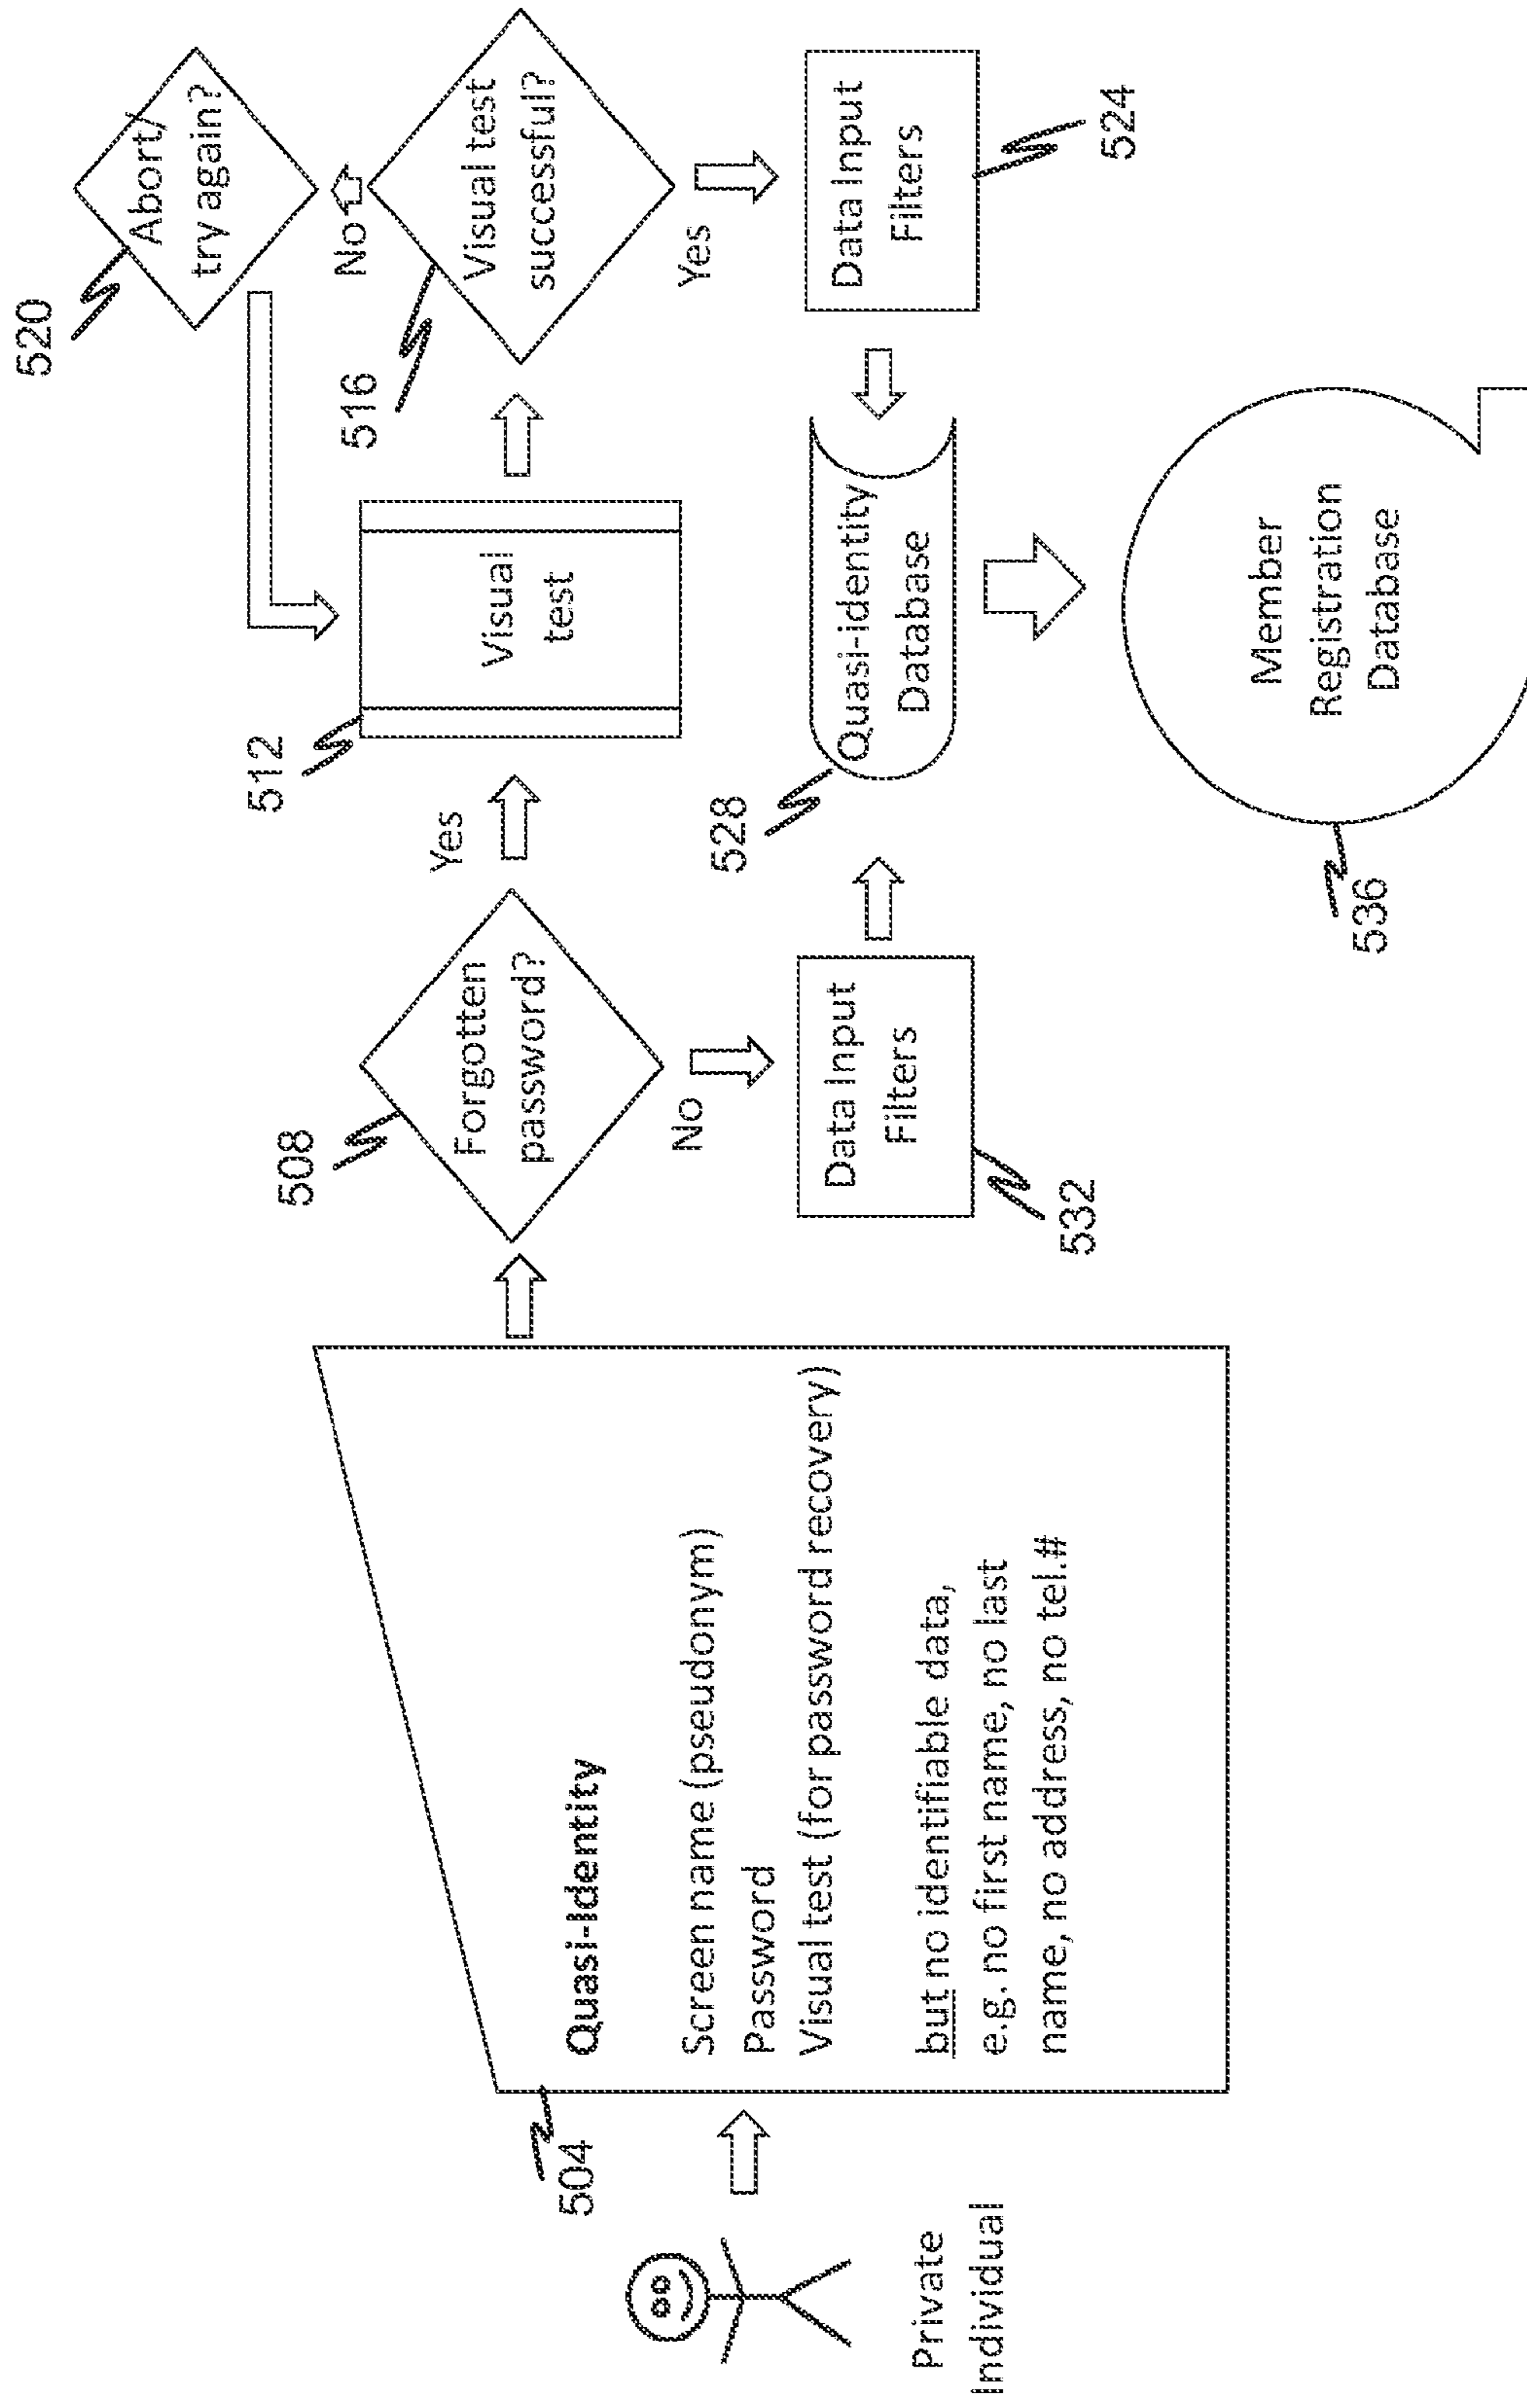 Private
Individual
504
Quasi-Identity
Screen name (pseudonym)
Password
Visual test (for password recovery)
but no identifiable data,
e.g. no first name, no last
name, no address, no tel.#
508
Forgotten
password?
Yes
No
512
Visual
test
516
Visual test
successful?
No
Yes
520
Abort/
try again?
Data Input
Filters
524
Data Input
Filters
532
528
Quasi-identity
Database
Member
Registration
Database
536